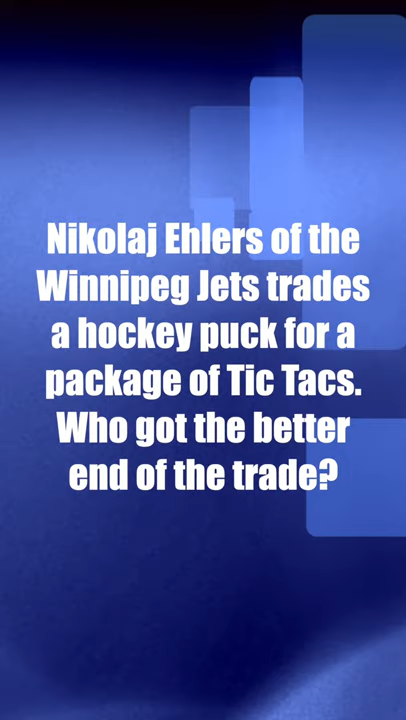 Nikolaj Ehlers of the
Winnipeg Jets trades
a hockey puck for a
package of Tic Tacs.
Who got the better
end of the trade?